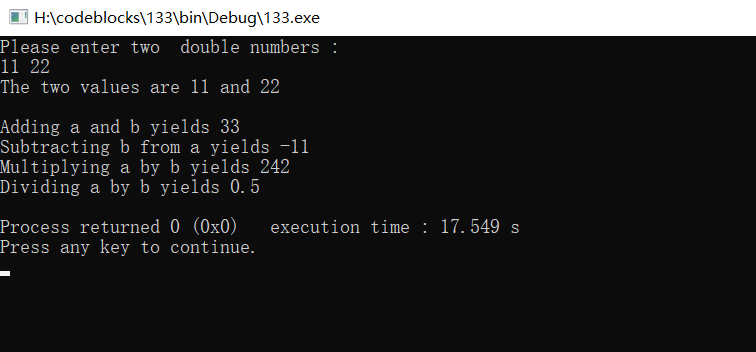 H:\codeblocks\133\bin\Debug\133.exe
Please enter two  double numbers :
11 22
The two values are 11 and 22
Adding a and b yields 33
Subtracting b from a yields -11
Multiplying a by b yields 242
Dividing a by b yields 0.5
Process returned 0 (0x0)   execution time : 17.549 s
Press any key to continue.